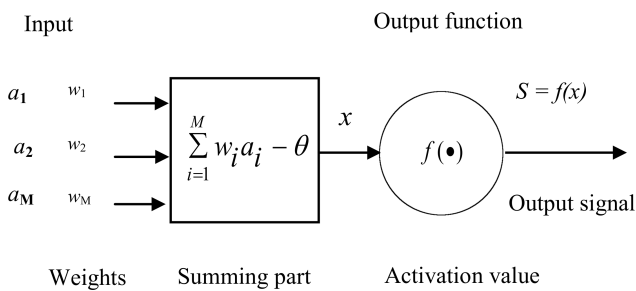 Input
Output function
a1 w1
a2 w2
aM wM
M
∑ wiai − θ
i=1
x
f(•)
S = f(x)
Output signal
Weights
Summing part
Activation value